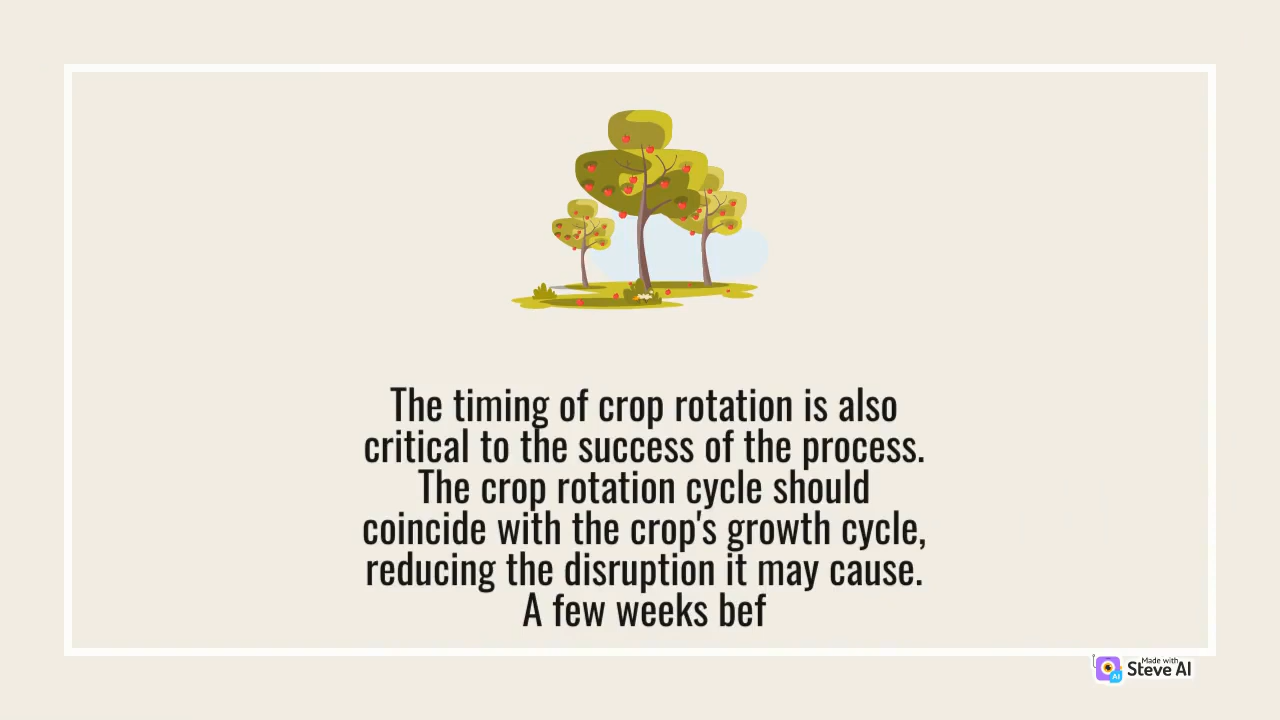 The timing of crop rotation is also
critical to the success of the process.
The crop rotation cycle should
coincide with the crop's growth cycle,
reducing the disruption it may cause.
A few weeks bef
Made with
Steve AI
AI